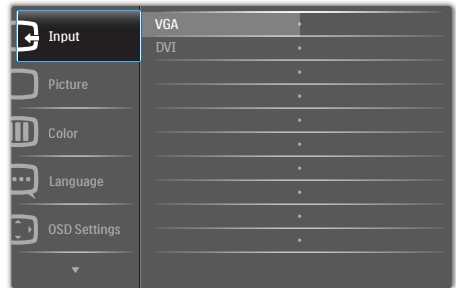 Input
VGA
DVI
Picture
Color
Language
OSD Settings